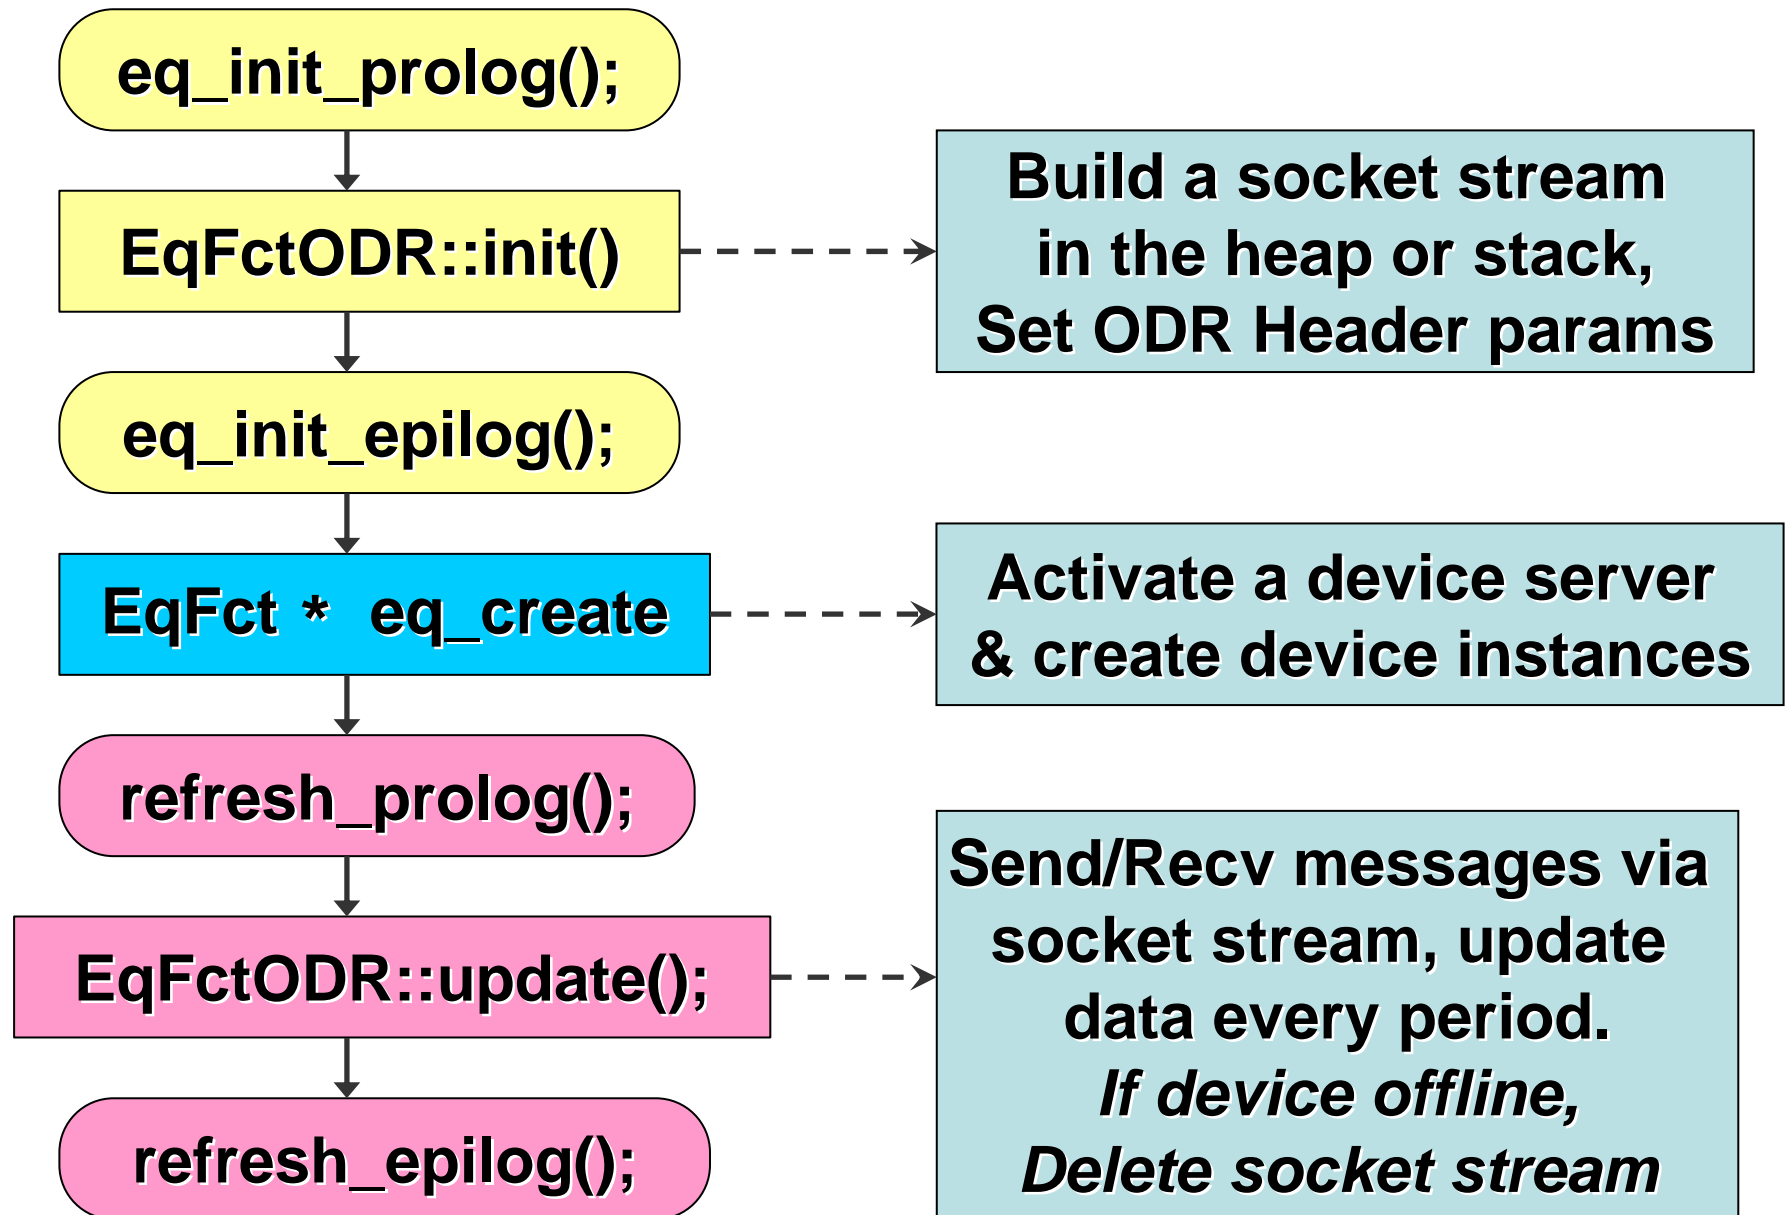 eq_init_prolog();
EqFctODR::init()
Build a socket stream
in the heap or stack,
Set ODR Header params
eq_init_epilog();
EqFct * eq_create
Activate a device server
& create device instances
refresh_prolog();
EqFctODR::update();
Send/Recv messages via
socket stream, update
data every period.
If device offline,
Delete socket stream
refresh_epilog();